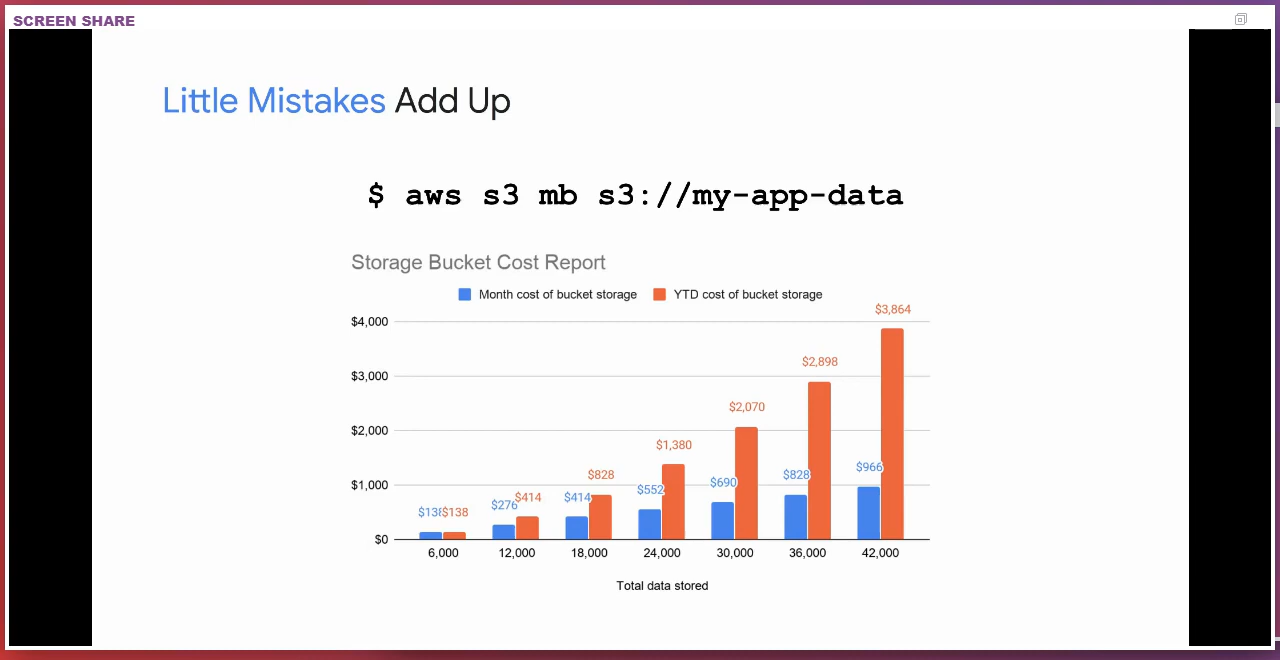 SCREEN SHARE
Little Mistakes Add Up
$ aws s3 mb s3://my-app-data
Storage Bucket Cost Report
Month cost of bucket storage YTD cost of bucket storage
$3,864
$4,000
$2,898
$3,000
$2,070
$2,000
$1,380
$966
$828 $828
$690
$1,000
$552
$414 $414
$276
$138
$0
6,000 12,000 18,000 24,000 30,000 36,000 42,000
Total data stored